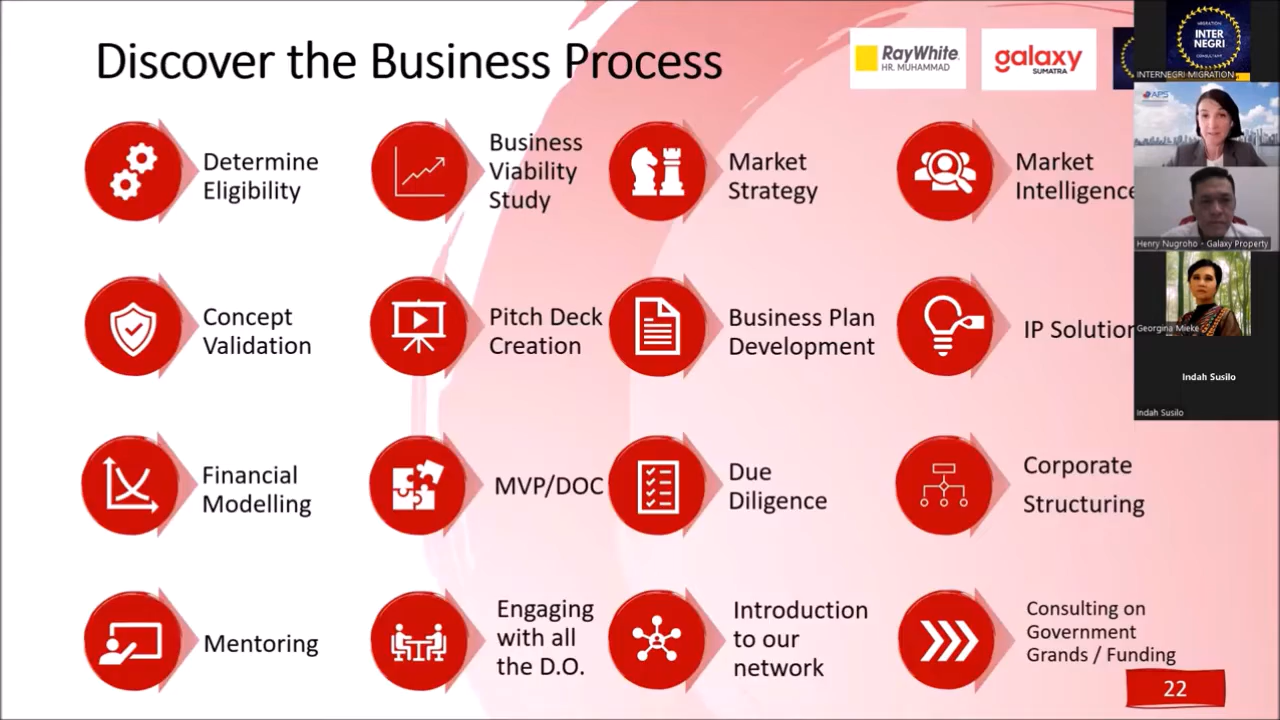 Discover the Business Process
RayWhite.
HR. MUHAMMAD
galaxy
SUMATRA
MIGRATION
INTER
NEGRI
CONSULTANT
INTERNEGRI MIGRATION
APS
Henry Nugroho - Galaxy Property
Georgina Mieke
Indah Susilo
Indah Susilo
Determine
Eligibility
Business
Viability
Study
Market
Strategy
Market
Intelligence
Concept
Validation
Pitch Deck
Creation
Business Plan
Development
IP Solution
Financial
Modelling
MVP/DOC
Due
Diligence
Corporate
Structuring
Mentoring
Engaging
with all
the D.O.
Introduction
to our
network
Consulting on
Government
Grands / Funding
22